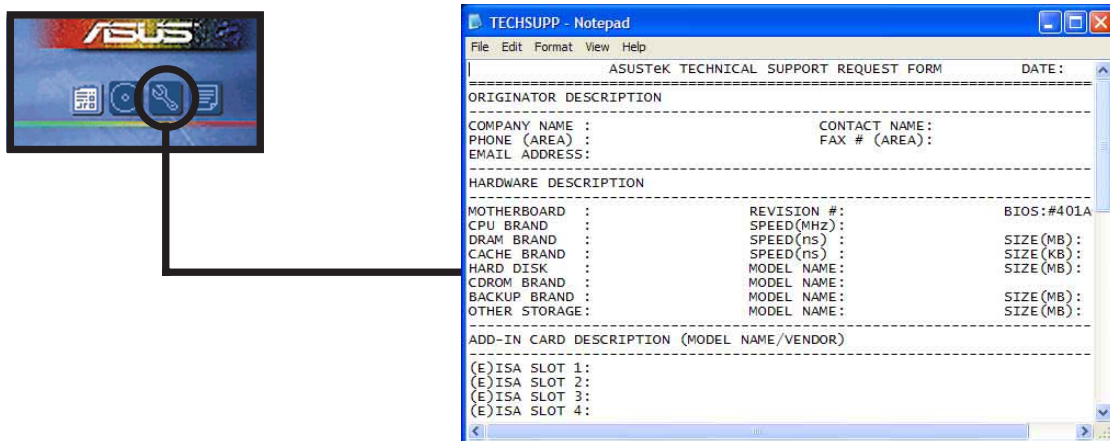 ASUS
TECHSUPP - Notepad
File Edit Format View Help
ASUSTeK TECHNICAL SUPPORT REQUEST FORM DATE:
ORIGINATOR DESCRIPTION
COMPANY NAME : CONTACT NAME:
PHONE (AREA) : FAX # (AREA):
EMAIL ADDRESS:
HARDWARE DESCRIPTION
MOTHERBOARD : REVISION #: BIOS:#401A
CPU BRAND : SPEED(MHz):
DRAM BRAND : SPEED(ns) : SIZE(MB):
CACHE BRAND : SPEED(ns) : SIZE(KB):
HARD DISK : MODEL NAME: SIZE(MB):
CDROM BRAND : MODEL NAME:
BACKUP BRAND : MODEL NAME: SIZE(MB):
OTHER STORAGE: MODEL NAME: SIZE(MB):
ADD-IN CARD DESCRIPTION (MODEL NAME/VENDOR)
(E)ISA SLOT 1:
(E)ISA SLOT 2:
(E)ISA SLOT 3:
(E)ISA SLOT 4: